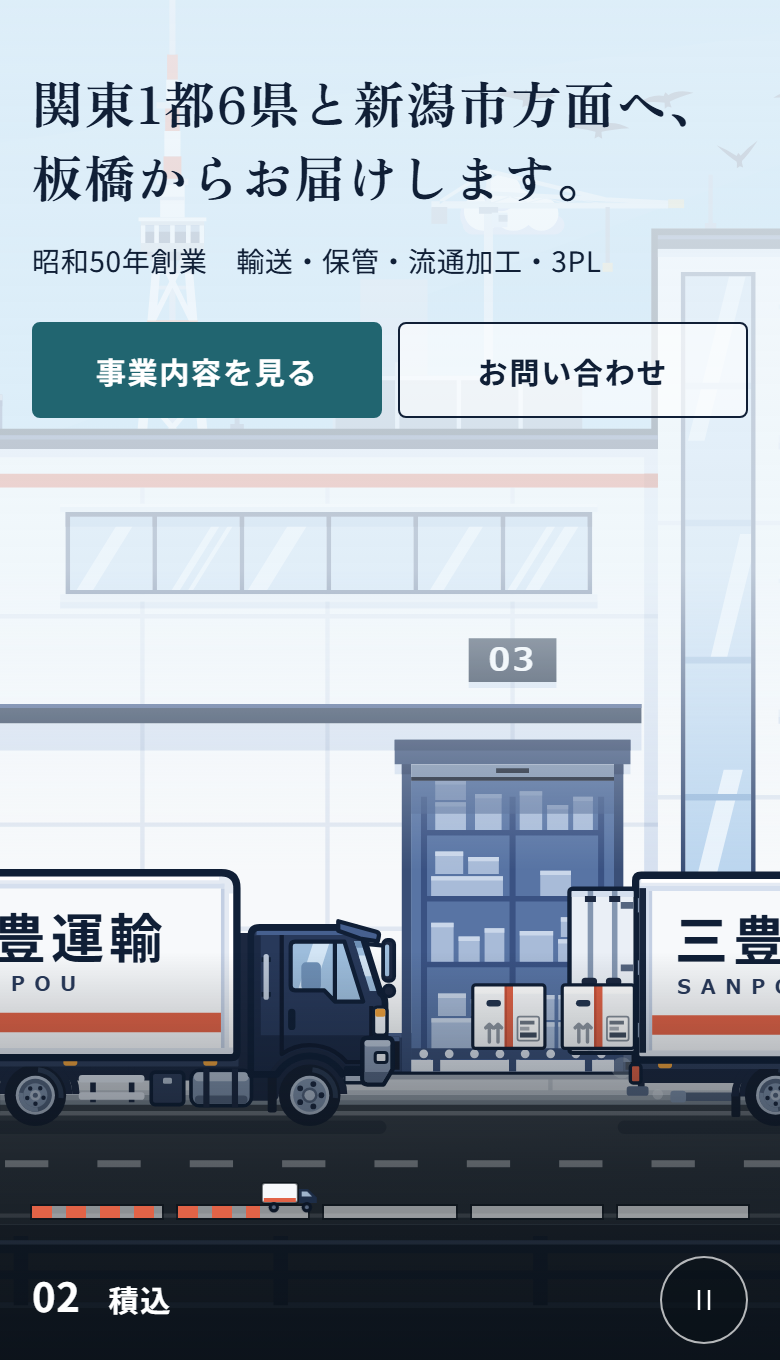 関東1都6県と新潟市方面へ、
板橋からお届けします。
昭和50年創業　輸送・保管・流通加工・3PL
事業内容を見る
お問い合わせ
03
豊運輸
POU
三豊
SANPO
02 積込